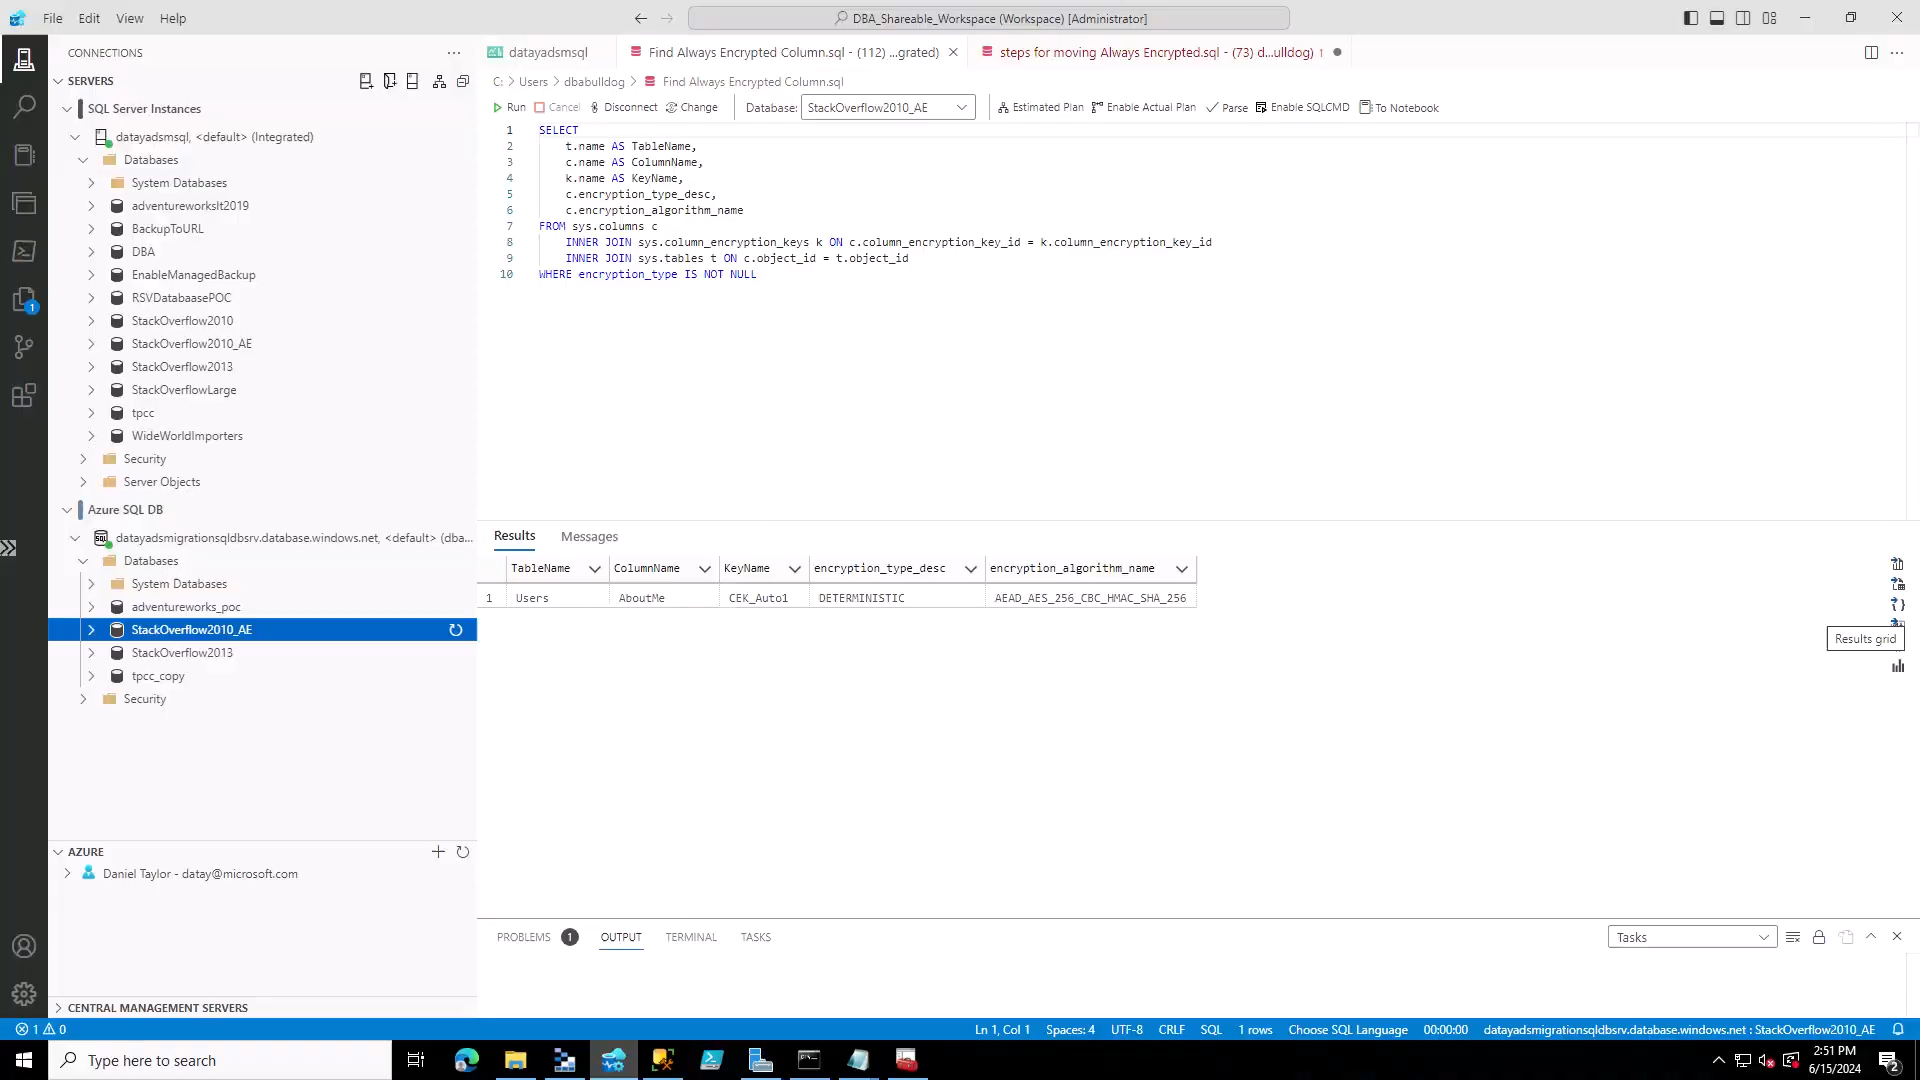 File Edit View Help
DBA_Shareable_Workspace (Workspace) [Administrator]
CONNECTIONS
SERVERS
SQL Server Instances
datayadsmsql, <default> (Integrated)
Databases
System Databases
adventureworkslt2019
BackupToURL
DBA
EnableManagedBackup
RSVDatabaasePOC
StackOverflow2010
StackOverflow2010_AE
StackOverflow2013
StackOverflowLarge
tpcc
WideWorldImporters
Security
Server Objects
Azure SQL DB
datayadsmigrationsqldbsrv.database.windows.net, <default> (dba...
Databases
System Databases
adventureworks_poc
StackOverflow2010_AE
StackOverflow2013
tpcc_copy
Security
AZURE
Daniel Taylor - datay@microsoft.com
CENTRAL MANAGEMENT SERVERS
1
datayadsmsql
Find Always Encrypted Column.sql - (112) ...grated)
steps for moving Always Encrypted.sql - (73) d...ulldog) 1
C: > Users > dbabulldog > Find Always Encrypted Column.sql
Run Cancel Disconnect Change Database: StackOverflow2010_AE Estimated Plan Enable Actual Plan Parse Enable SQLCMD To Notebook
1 SELECT
2 t.name AS TableName,
3 c.name AS ColumnName,
4 k.name AS KeyName,
5 c.encryption_type_desc,
6 c.encryption_algorithm_name
7 FROM sys.columns c
8 INNER JOIN sys.column_encryption_keys k ON c.column_encryption_key_id = k.column_encryption_key_id
9 INNER JOIN sys.tables t ON c.object_id = t.object_id
10 WHERE encryption_type IS NOT NULL
Results Messages
TableName ColumnName KeyName encryption_type_desc encryption_algorithm_name
1 Users AboutMe CEK_Auto1 DETERMINISTIC AEAD_AES_256_CBC_HMAC_SHA_256
Results grid
PROBLEMS 1 OUTPUT TERMINAL TASKS
Tasks
1 0
Ln 1, Col 1 Spaces: 4 UTF-8 CRLF SQL 1 rows Choose SQL Language 00:00:00 datayadsmigrationsqldbsrv.database.windows.net : StackOverflow2010_AE
Type here to search
2:51 PM
6/15/2024
2